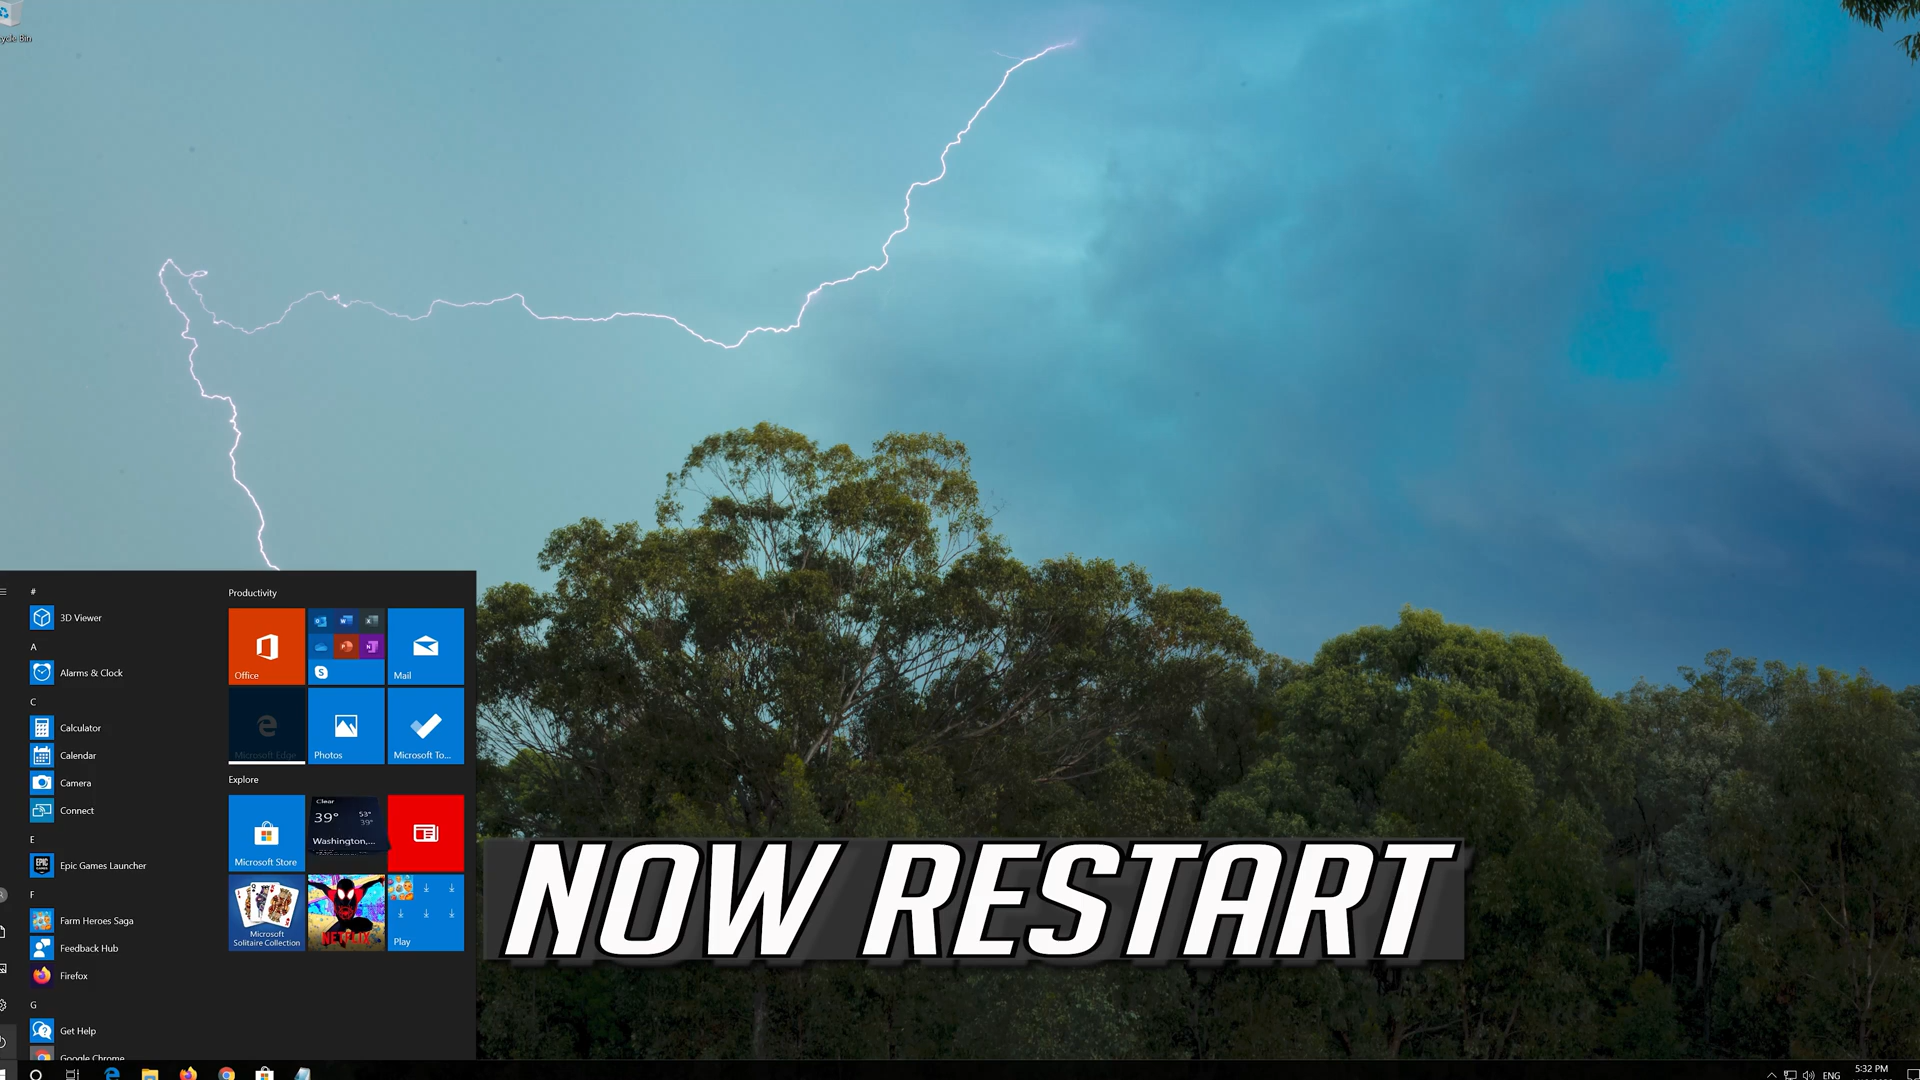 #
3D Viewer
A
Alarms & Clock
C
Calculator
Calendar
Camera
Connect
E
Epic Games Launcher
F
Farm Heroes Saga
Feedback Hub
Firefox
G
Get Help
Google Chrome
Productivity
Office
Mail
Microsoft Edge
Photos
Microsoft To...
Explore
Microsoft Store
Clear
39°
53°
39°
Washington,...
Microsoft
Solitaire Collection
NETFLIX
Play
NOW RESTART
ENG
5:32 PM